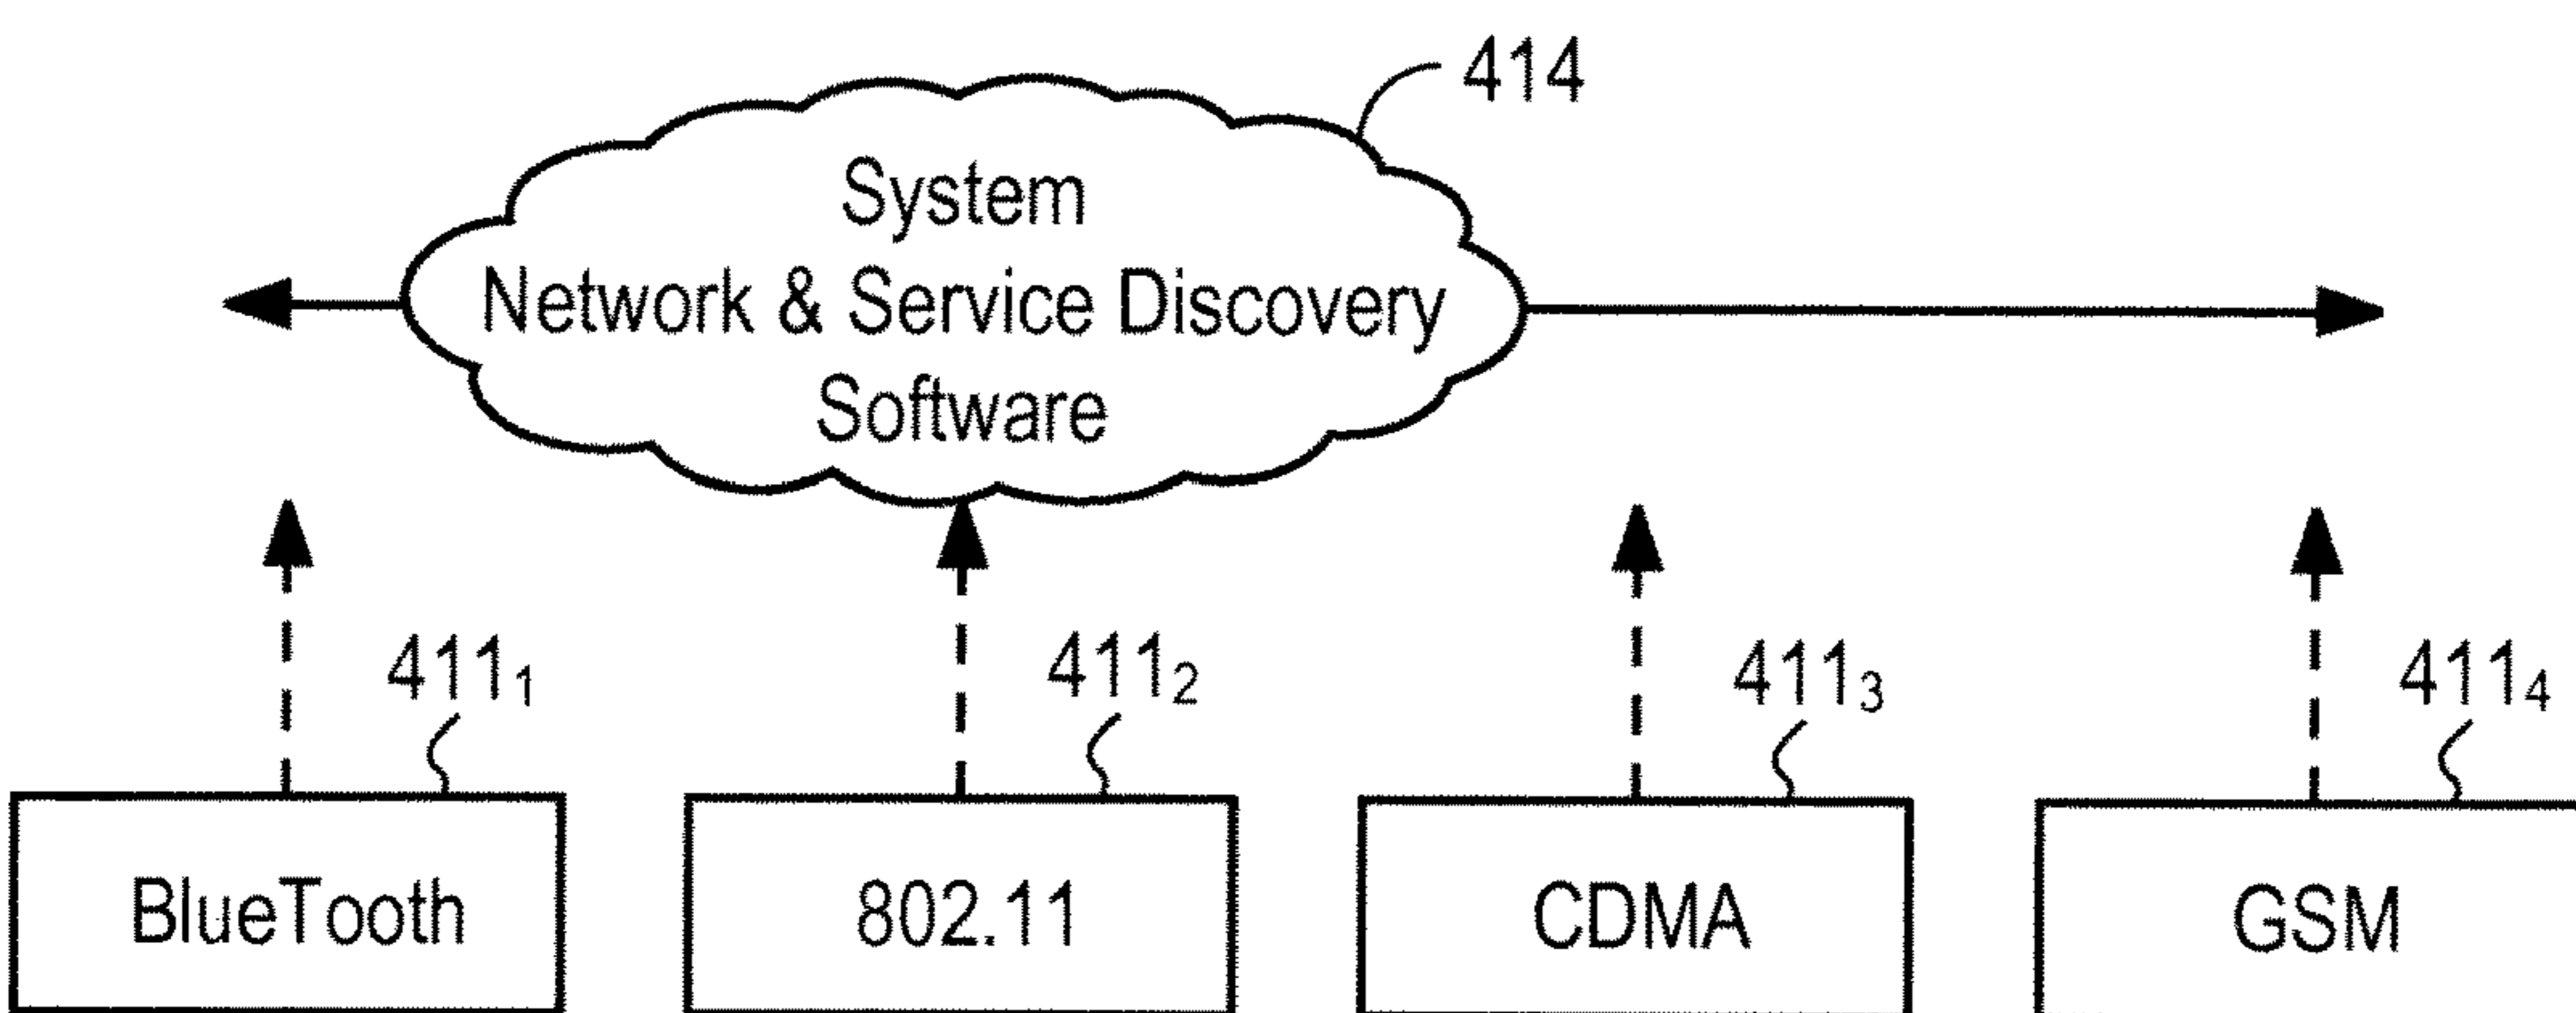 414
System
Network & Service Discovery
Software
411₁ 411₂ 411₃ 411₄
BlueTooth 802.11 CDMA GSM